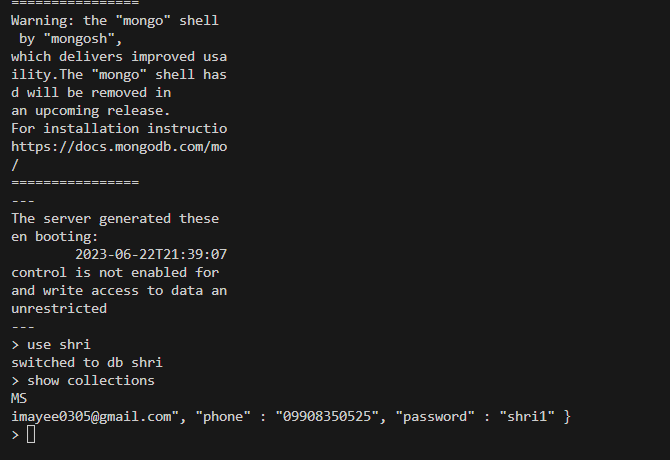 ================
Warning: the "mongo" shell
by "mongosh",
which delivers improved usa
ility.The "mongo" shell has
d will be removed in
an upcoming release.
For installation instructio
https://docs.mongodb.com/mo
/
================
---
The server generated these
en booting:
2023-06-22T21:39:07
control is not enabled for
and write access to data an
unrestricted
---
> use shri
switched to db shri
> show collections
MS
imayee0305@gmail.com", "phone" : "09908350525", "password" : "shri1" }
>